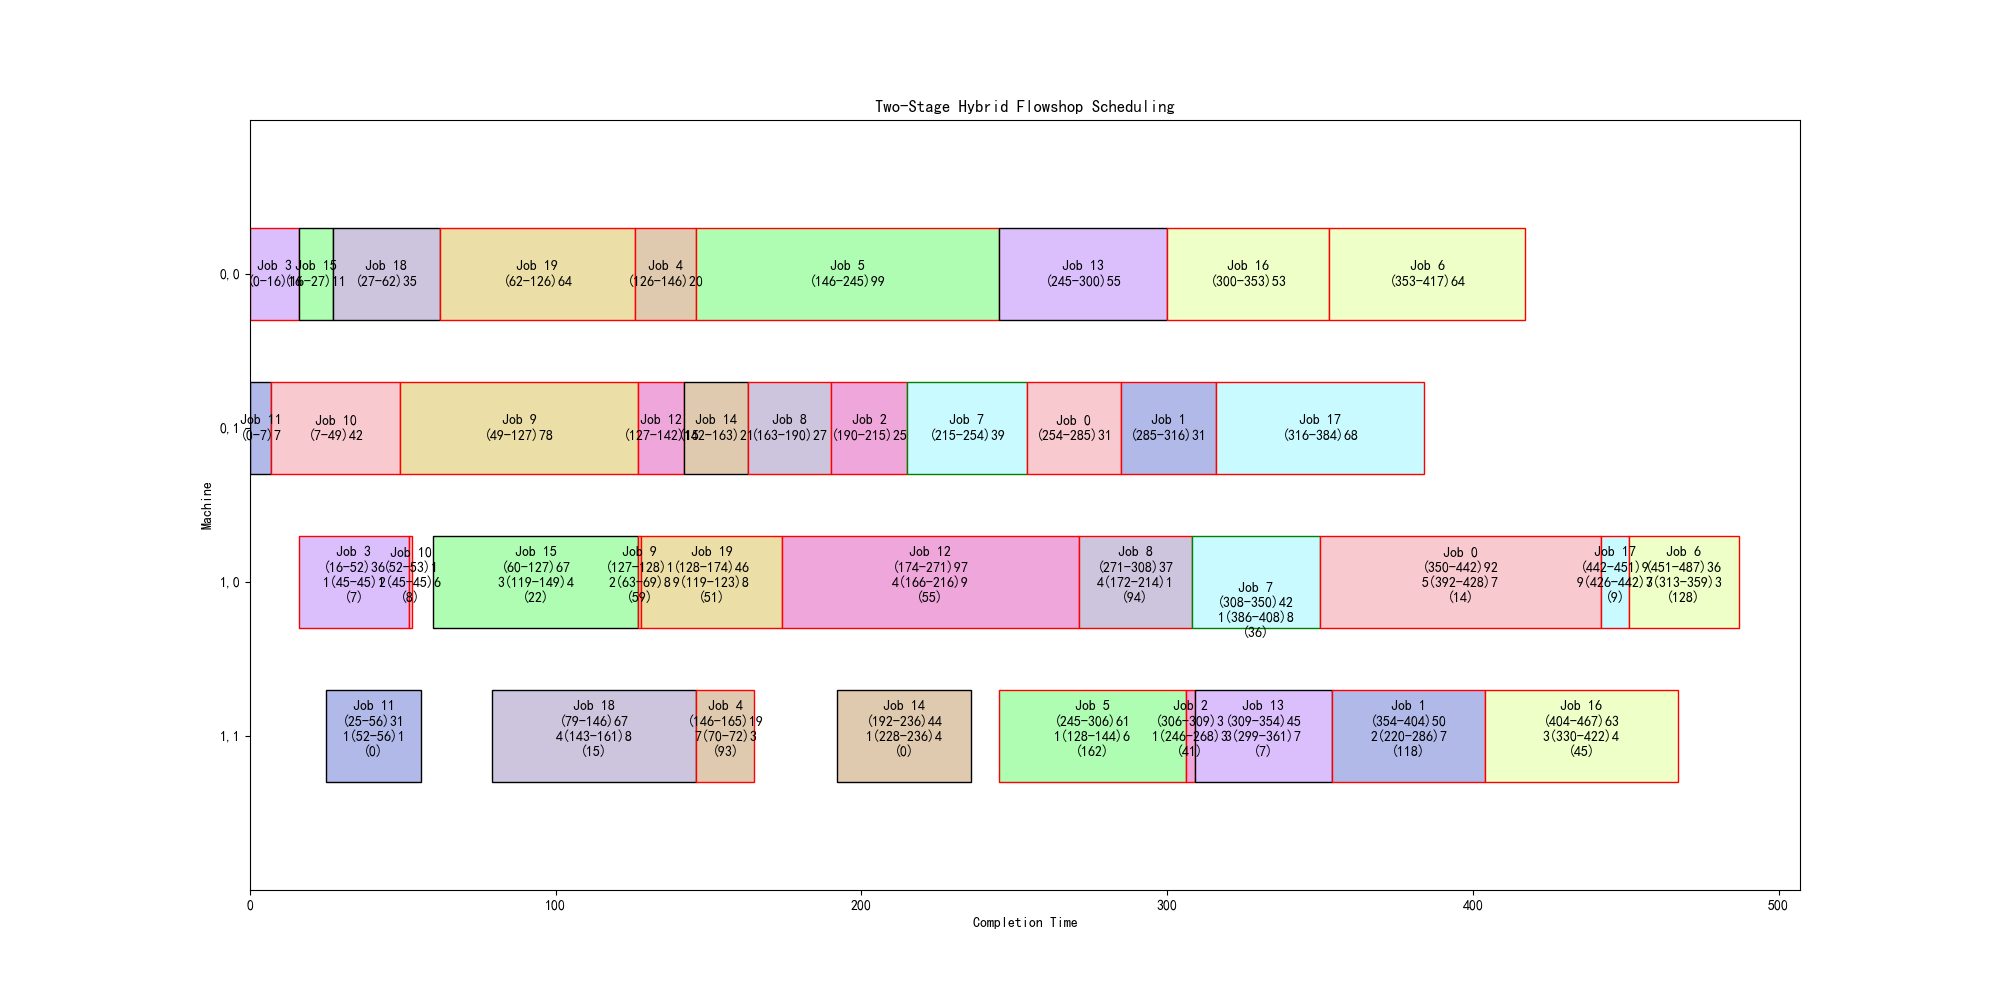 Two-Stage Hybrid Flowshop Scheduling
Machine
0,0
Job 3
(0-16)16
Job 15
(16-27)11
Job 18
(27-62)35
Job 19
(62-126)64
Job 4
(126-146)20
Job 5
(146-245)99
Job 13
(245-300)55
Job 16
(300-353)53
Job 6
(353-417)64
0,1
Job 11
(0-7)7
Job 10
(7-49)42
Job 9
(49-127)78
Job 12
(127-142)15
Job 14
(142-163)21
Job 8
(163-190)27
Job 2
(190-215)25
Job 7
(215-254)39
Job 0
(254-285)31
Job 1
(285-316)31
Job 17
(316-384)68
1,0
Job 3
(16-52)36
1(45-45)2
(7)
Job 10
(52-53)1
(45-45)6
(8)
Job 15
(60-127)67
3(119-149)4
(22)
Job 9
(127-128)1
2(63-69)8
(59)
Job 19
(128-174)46
9(119-123)8
(51)
Job 12
(174-271)97
4(166-216)9
(55)
Job 8
(271-308)37
4(172-214)1
(94)
Job 7
(308-350)42
1(386-408)8
(36)
Job 0
(350-442)92
5(392-428)7
(14)
Job 17
(442-451)9
9(426-442)
(9)
Job 6
(451-487)36
(313-359)3
(128)
1,1
Job 11
(25-56)31
1(52-56)1
(0)
Job 18
(79-146)67
4(143-161)8
(15)
Job 4
(146-165)19
7(70-72)3
(93)
Job 14
(192-236)44
1(228-236)4
(0)
Job 5
(245-306)61
1(128-144)6
(162)
Job 2
(306-309)3
1(246-268)3
(41)
Job 13
(309-354)45
3(299-361)7
(7)
Job 1
(354-404)50
2(220-286)7
(118)
Job 16
(404-467)63
3(330-422)4
(45)
0
100
200
300
400
500
Completion Time